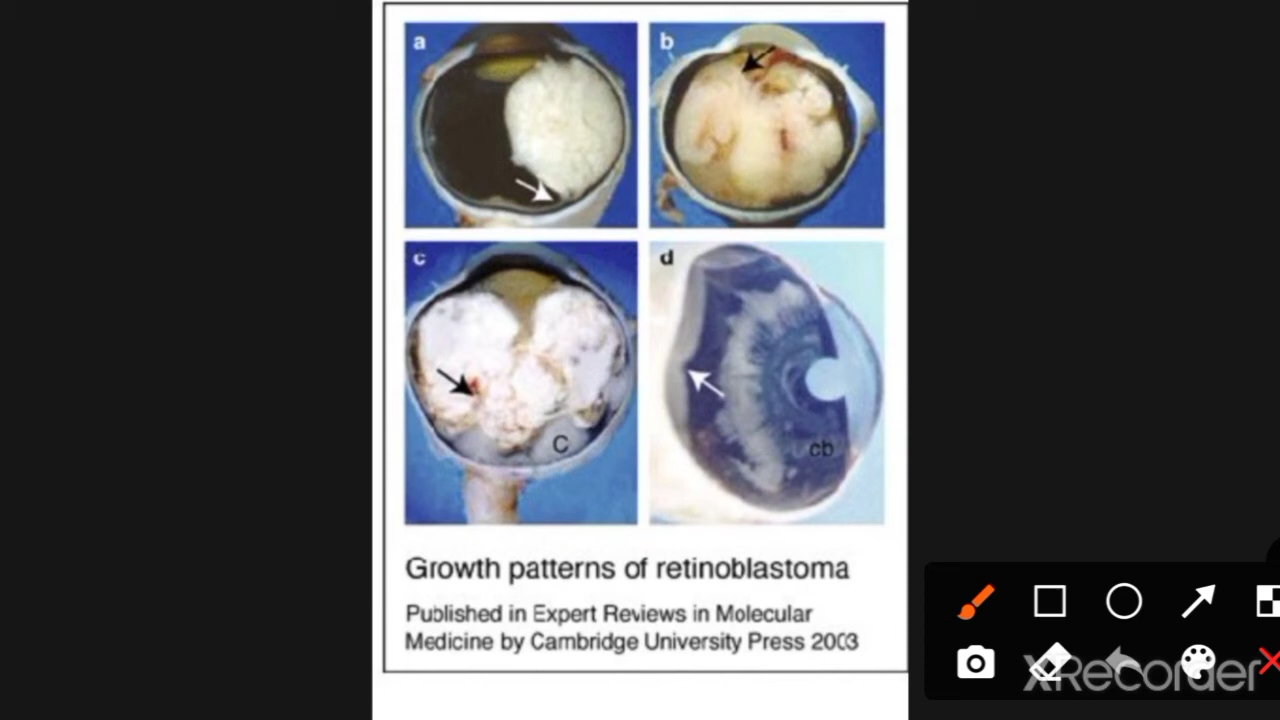 a
b
c
d
C
cb
Growth patterns of retinoblastoma
Published in Expert Reviews in Molecular
Medicine by Cambridge University Press 2003
XRecorder